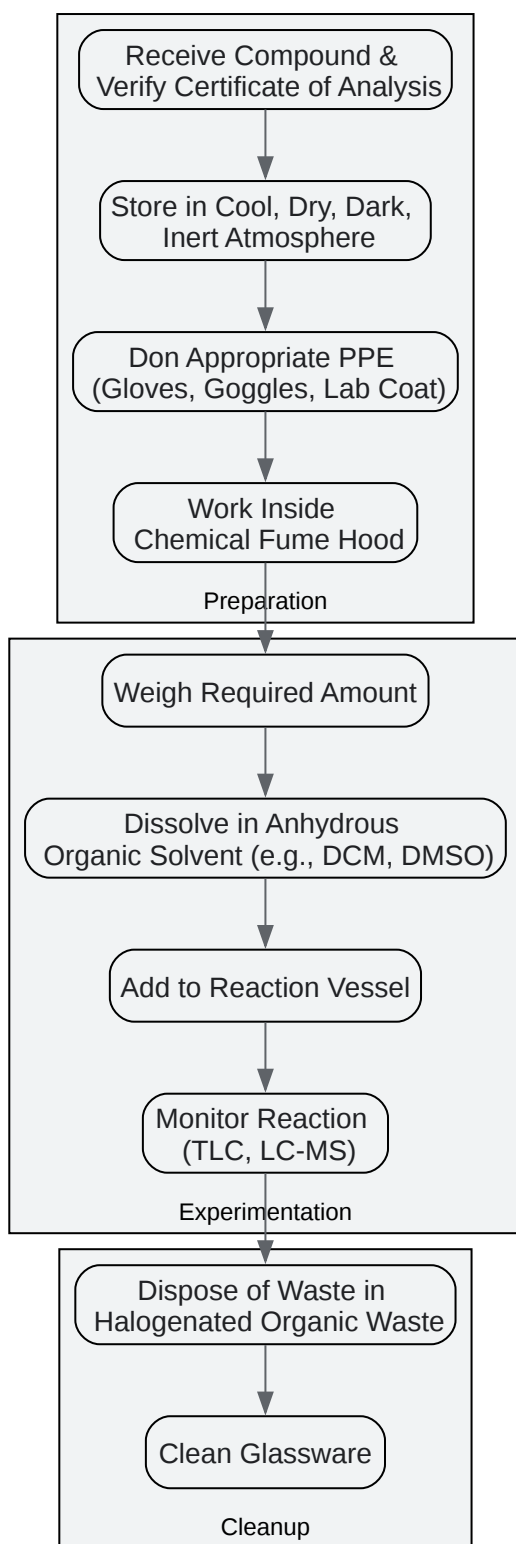 Receive Compound &
Verify Certificate of Analysis
Store in Cool, Dry, Dark,
Inert Atmosphere
Don Appropriate PPE
(Gloves, Goggles, Lab Coat)
Work Inside
Chemical Fume Hood
Preparation
Weigh Required Amount
Dissolve in Anhydrous
Organic Solvent (e.g., DCM, DMSO)
Add to Reaction Vessel
Monitor Reaction
(TLC, LC-MS)
Experimentation
Dispose of Waste in
Halogenated Organic Waste
Clean Glassware
Cleanup